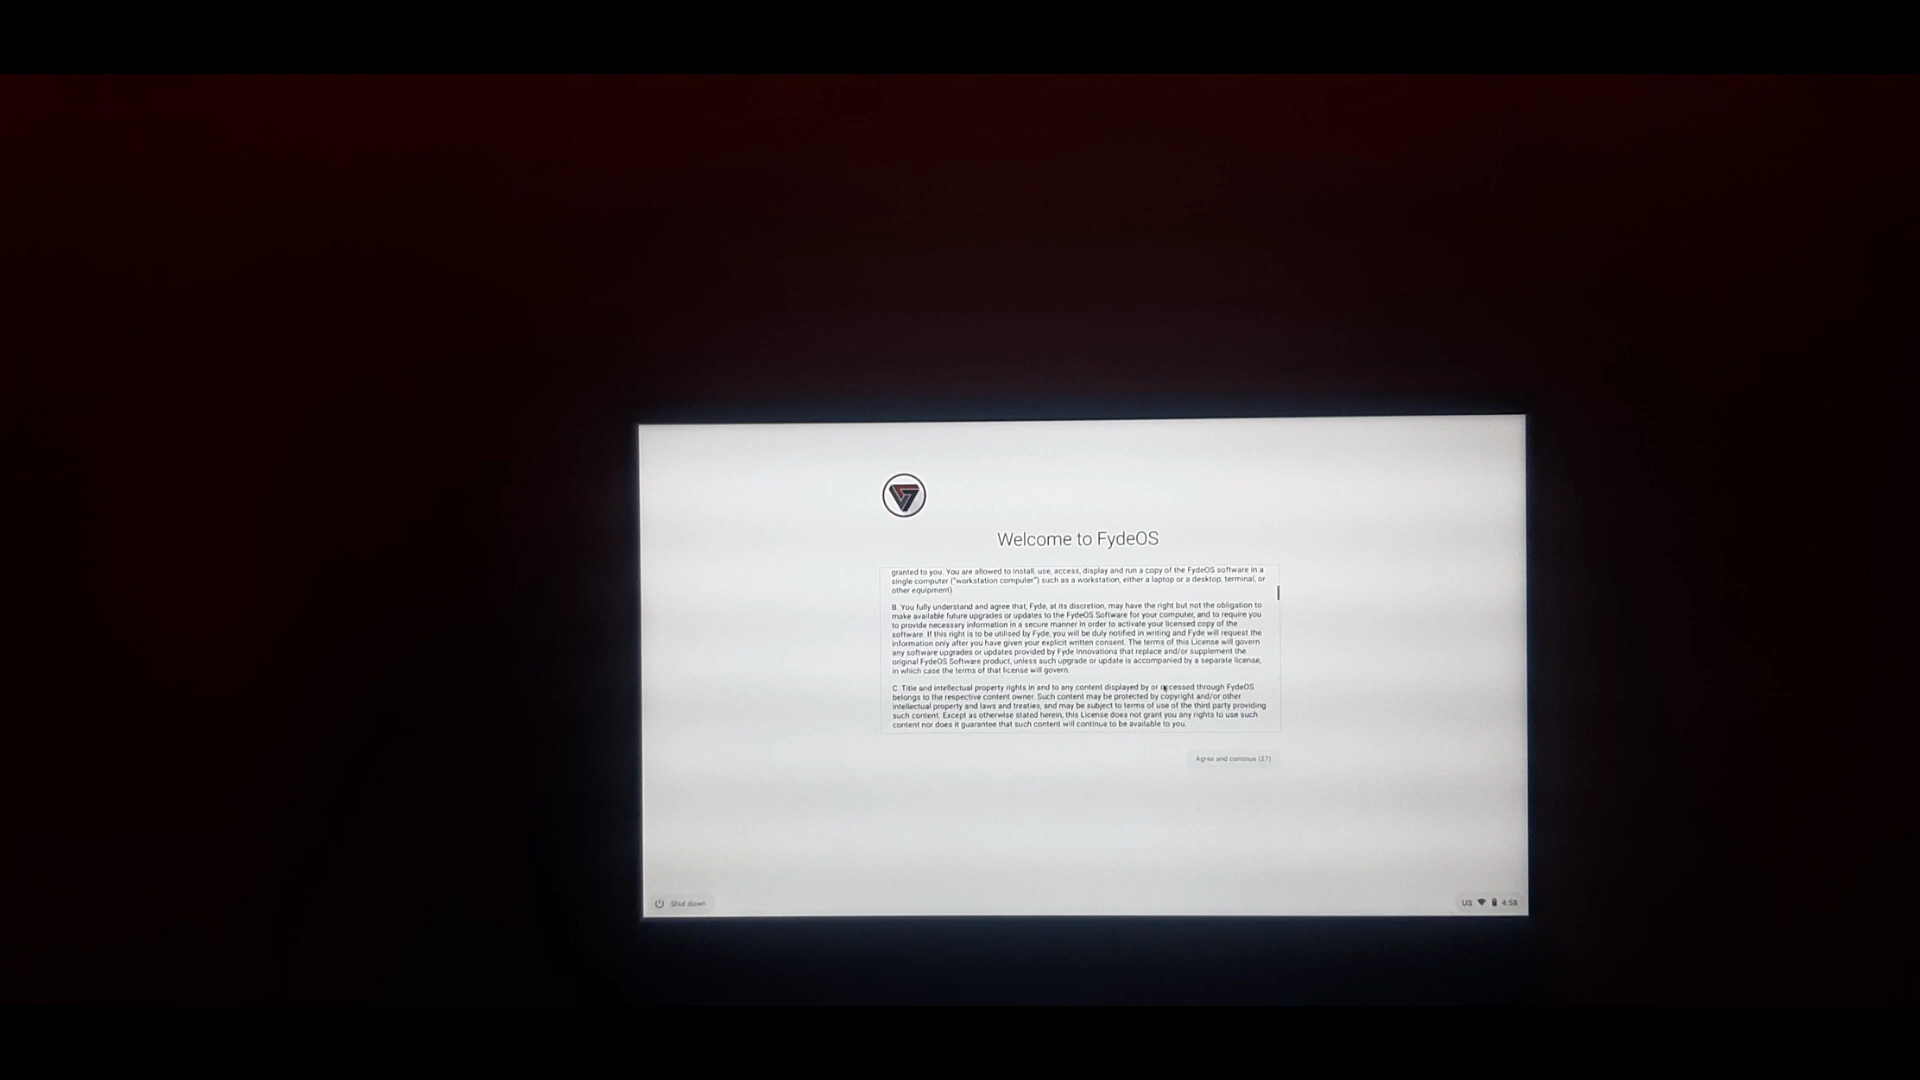 Welcome to FydeOS
granted to you. You are allowed to install, use, access, display and run a copy of the FydeOS software in a
single computer ("workstation computer") such as a workstation, either a laptop or a desktop, terminal, or
other equipment).
B. You fully understand and agree that, Fyde, at its discretion, may have the right but not the obligation to
make available future upgrades or updates to the FydeOS Software for your computer, and to require you
to provide necessary information in a secure manner in order to activate your licensed copy of the
software. If this right is to be utilised by Fyde, you will be duly notified in writing and Fyde will request the
information only after you have given your explicit written consent. The terms of this License will govern
any software upgrades or updates provided by Fyde Innovations that replace and/or supplement the
original FydeOS Software product, unless such upgrade or update is accompanied by a separate license,
in which case the terms of that license will govern.
C. Title and intellectual property rights in and to any content displayed by or accessed through FydeOS
belongs to the respective content owner. Such content may be protected by copyright and/or other
intellectual property and laws and treaties, and may be subject to terms of use of the third party providing
such content. Except as otherwise stated herein, this License does not grant you any rights to use such
content nor does it guarantee that such content will continue to be available to you.
Agree and continue (27)
Shut down
US 4:58